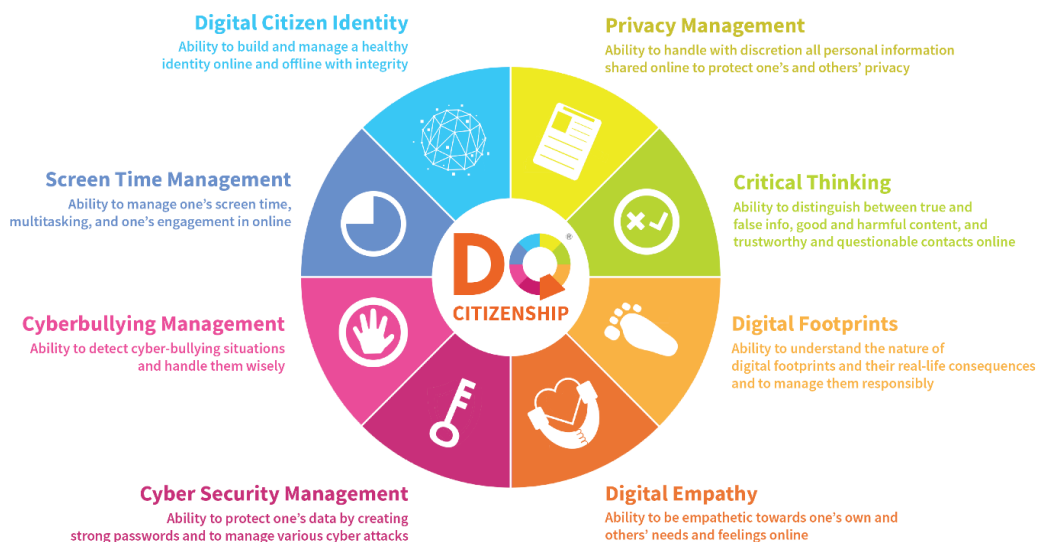 Digital Citizen Identity
Ability to build and manage a healthy
identity online and offline with integrity
Privacy Management
Ability to handle with discretion all personal information
shared online to protect one's and others' privacy
Screen Time Management
Ability to manage one's screen time,
multitasking, and one's engagement in online
Critical Thinking
Ability to distinguish between true and
false info, good and harmful content, and
trustworthy and questionable contacts online
DQ®
CITIZENSHIP
Cyberbullying Management
Ability to detect cyber-bullying situations
and handle them wisely
Digital Footprints
Ability to understand the nature of
digital footprints and their real-life consequences
and to manage them responsibly
Cyber Security Management
Ability to protect one's data by creating
strong passwords and to manage various cyber attacks
Digital Empathy
Ability to be empathetic towards one's own and
others' needs and feelings online